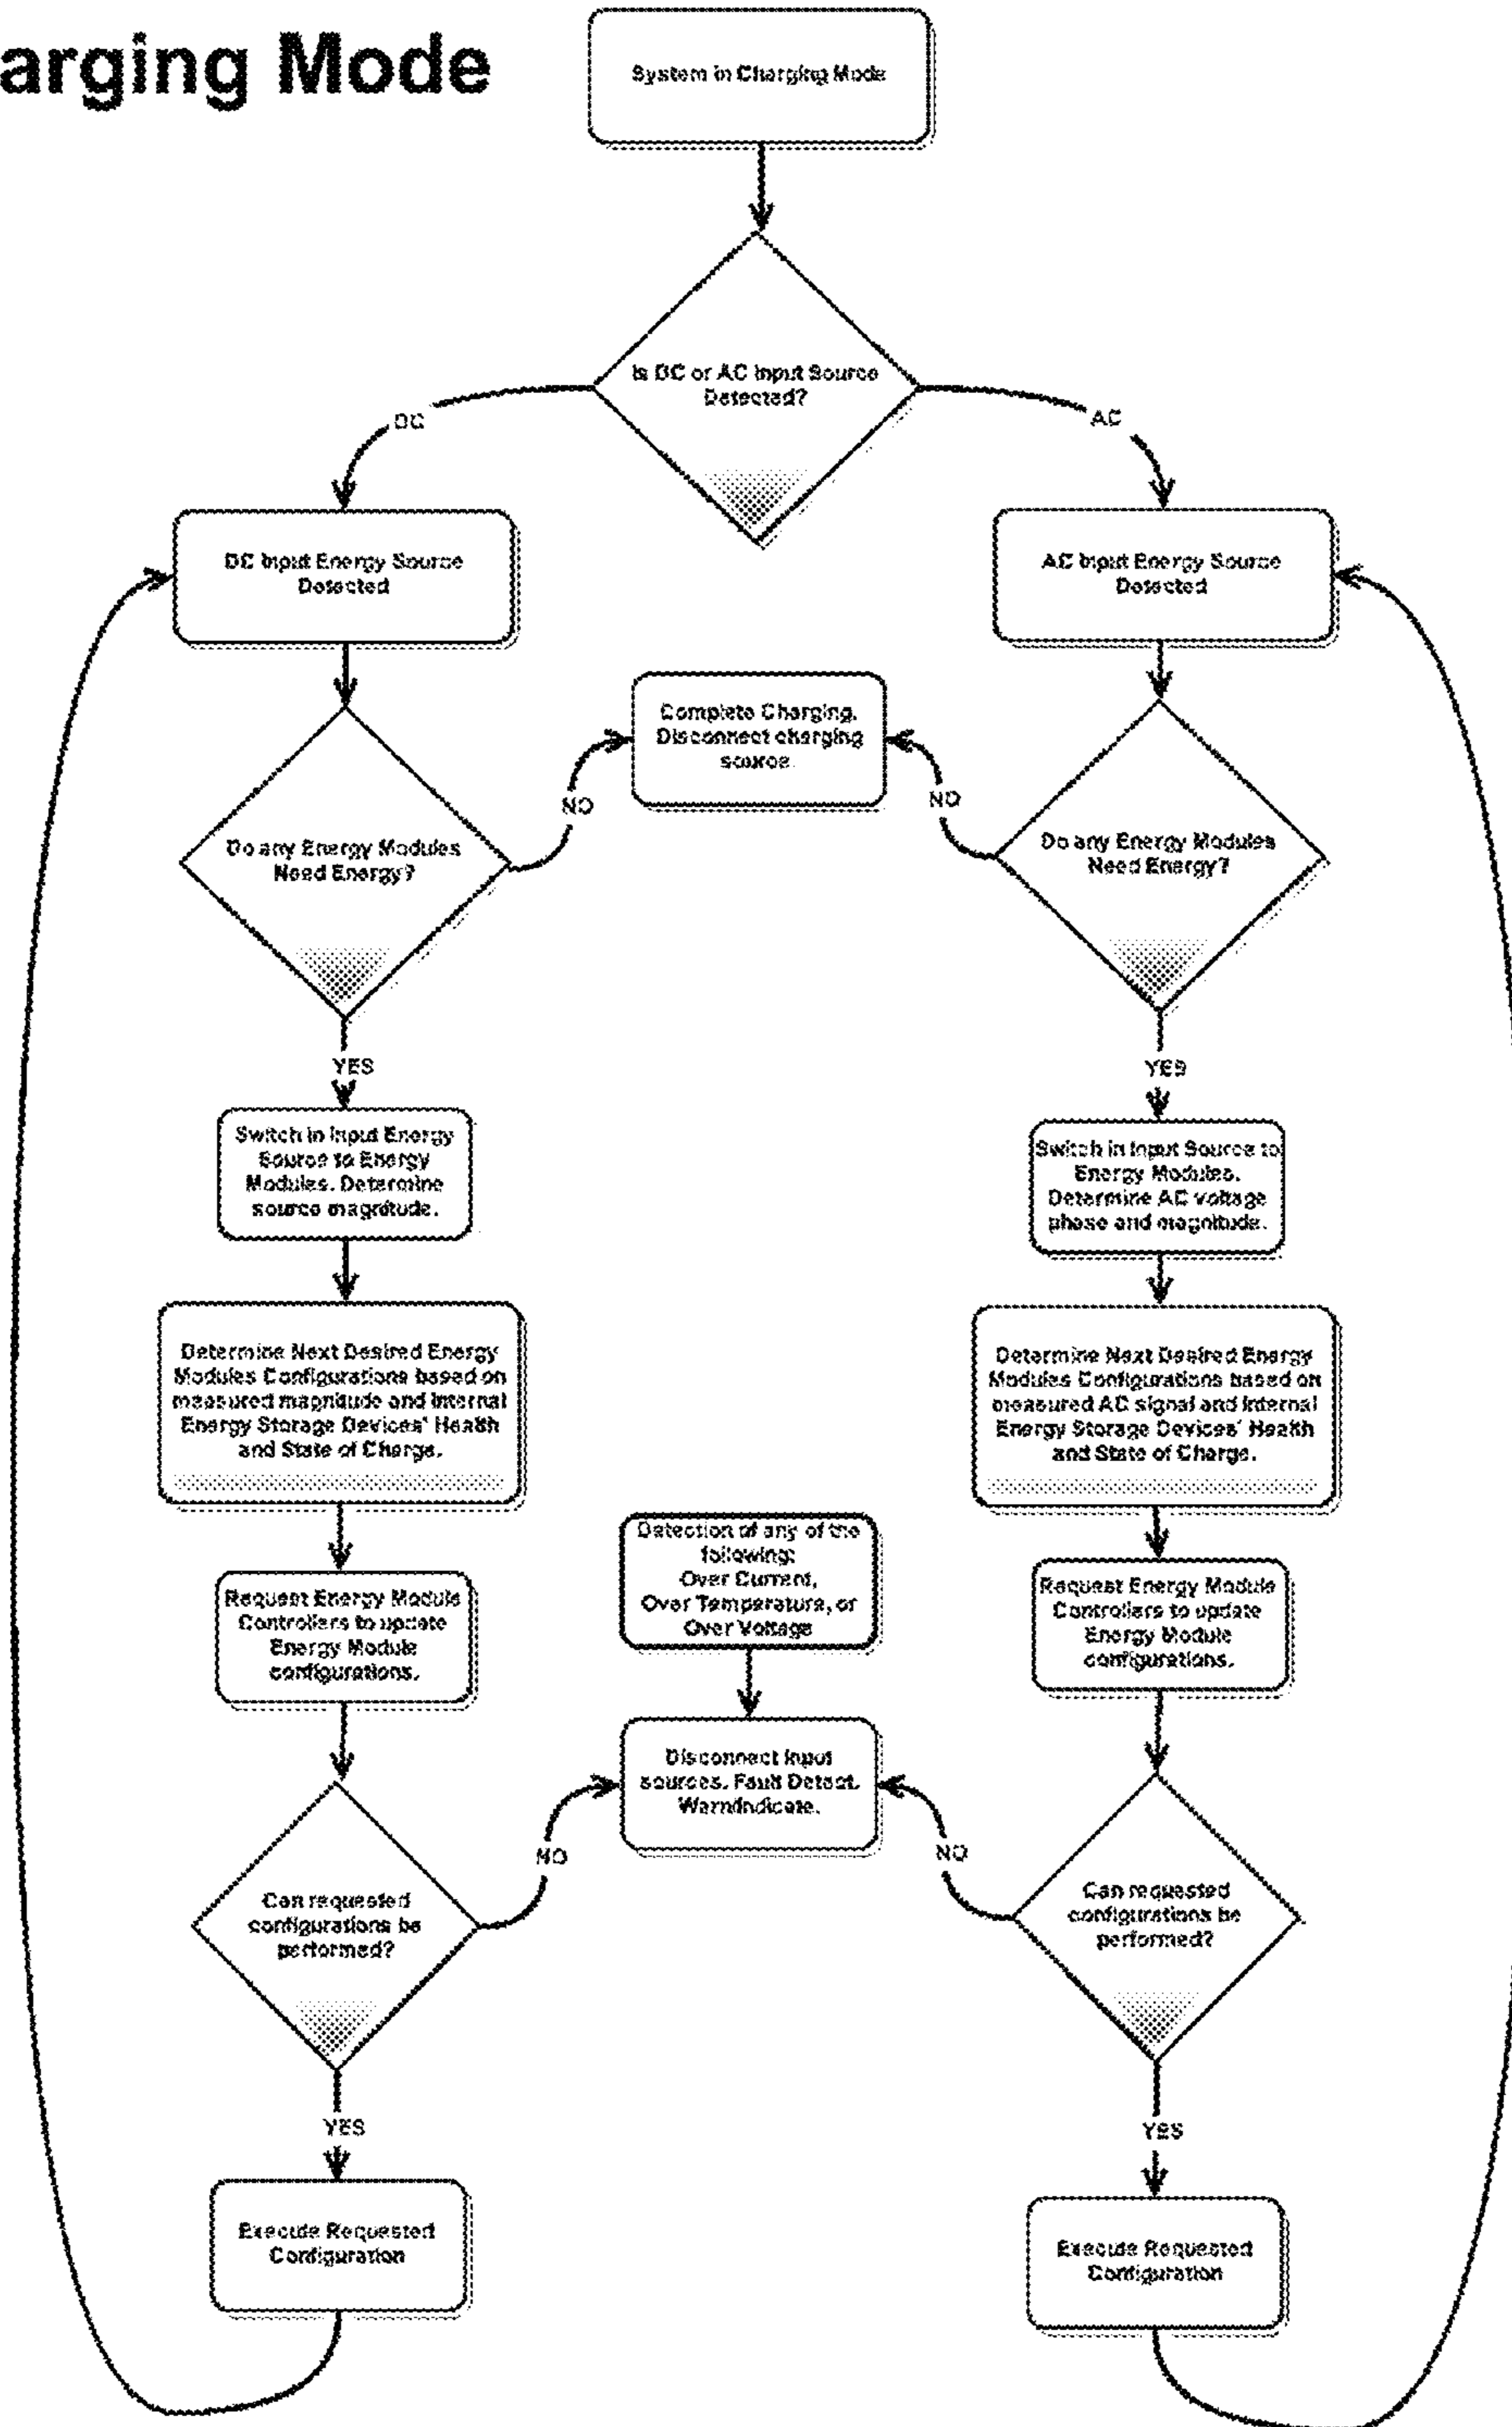 arging Mode
System in Charging Mode
Is DC or AC Input Source
Detected?
DC
AC
DC Input Energy Source
Detected
AC Input Energy Source
Detected
Complete Charging.
Disconnect charging
source
NO
NO
Do any Energy Modules
Need Energy?
Do any Energy Modules
Need Energy?
YES
YES
Switch in Input Energy
Source to Energy
Modules. Determine
source magnitude.
Switch in Input Source to
Energy Modules.
Determine AC voltage
phase and magnitude.
Determine Next Desired Energy
Modules Configurations based on
measured magnitude and Internal
Energy Storage Devices' Health
and State of Charge.
Determine Next Desired Energy
Modules Configurations based on
measured AC signal and Internal
Energy Storage Devices' Health
and State of Charge.
Detection of any of the
following:
Over Current,
Over Temperature, or
Over Voltage
Request Energy Module
Controllers to update
Energy Module
configurations.
Request Energy Module
Controllers to update
Energy Module
configurations.
Disconnect Input
sources. Fault Detect.
Warn/Indicate.
NO
NO
Can requested
configurations be
performed?
Can requested
configurations be
performed?
YES
YES
Execute Requested
Configuration
Execute Requested
Configuration